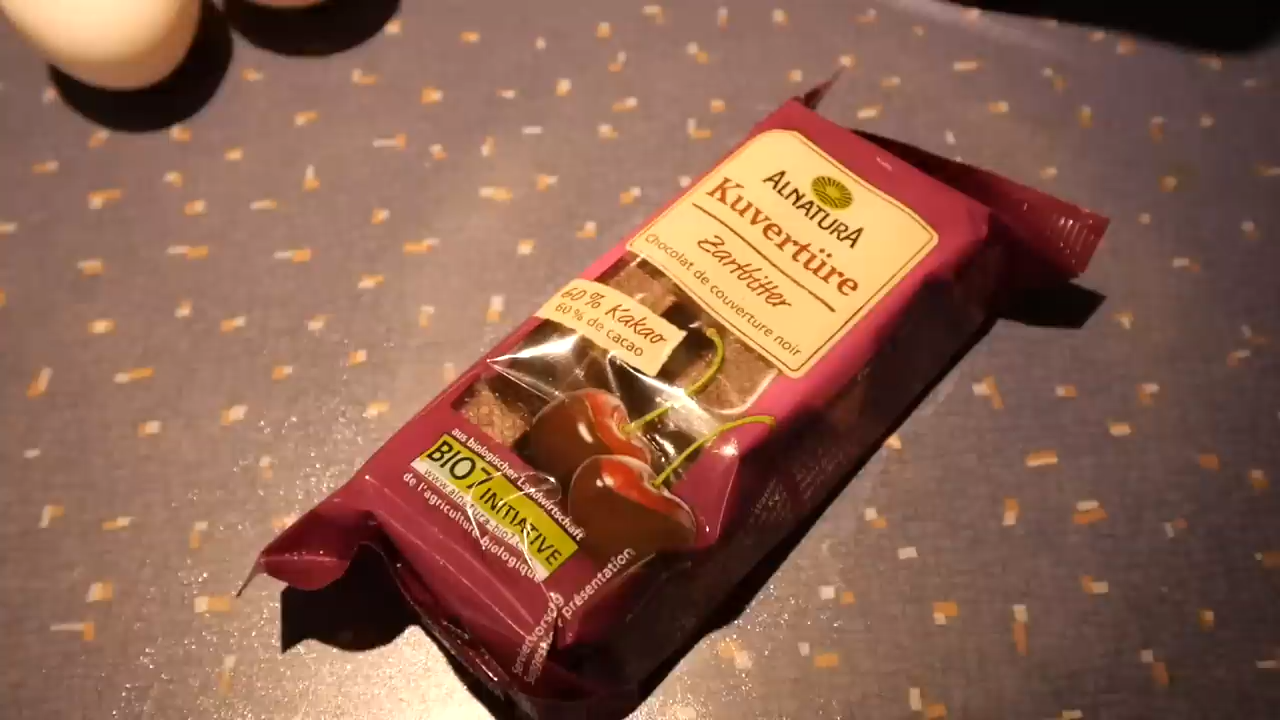 ALNATURA
Kuvertüre
Zartbitter
chocolat de couverture noir
60% Kakao
60% de cacao
aus biologischer Landwirtschaft
BIO7 INITIATIVE
de l'agriculture biologique
présentation